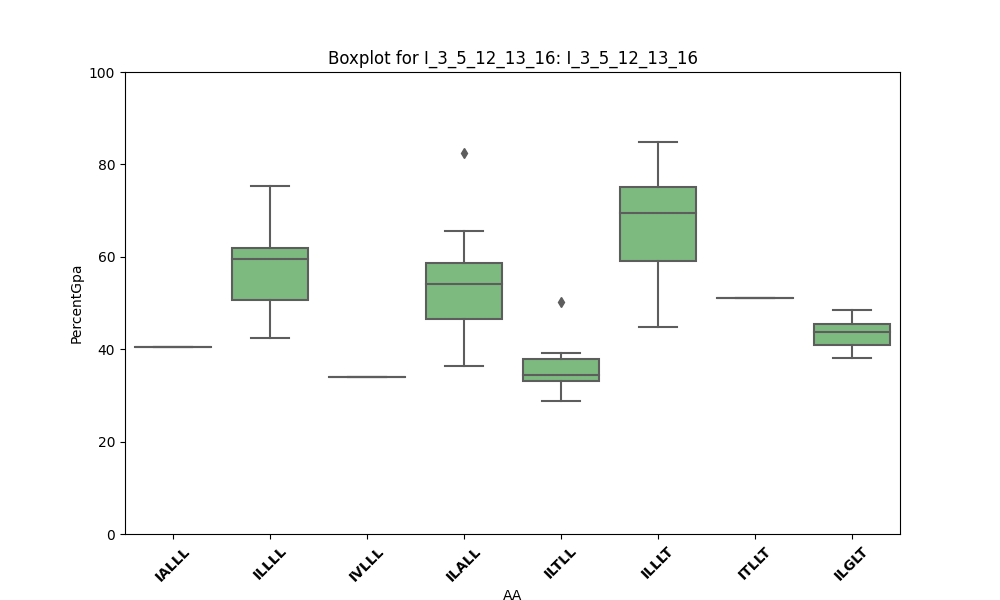 Boxplot for I_3_5_12_13_16: I_3_5_12_13_16
100
80
60
40
20
0
PercentGpa
IALLL
ILLLL
IVLLL
ILALL
ILTLL
ILLLT
ITLLT
ILGLT
AA